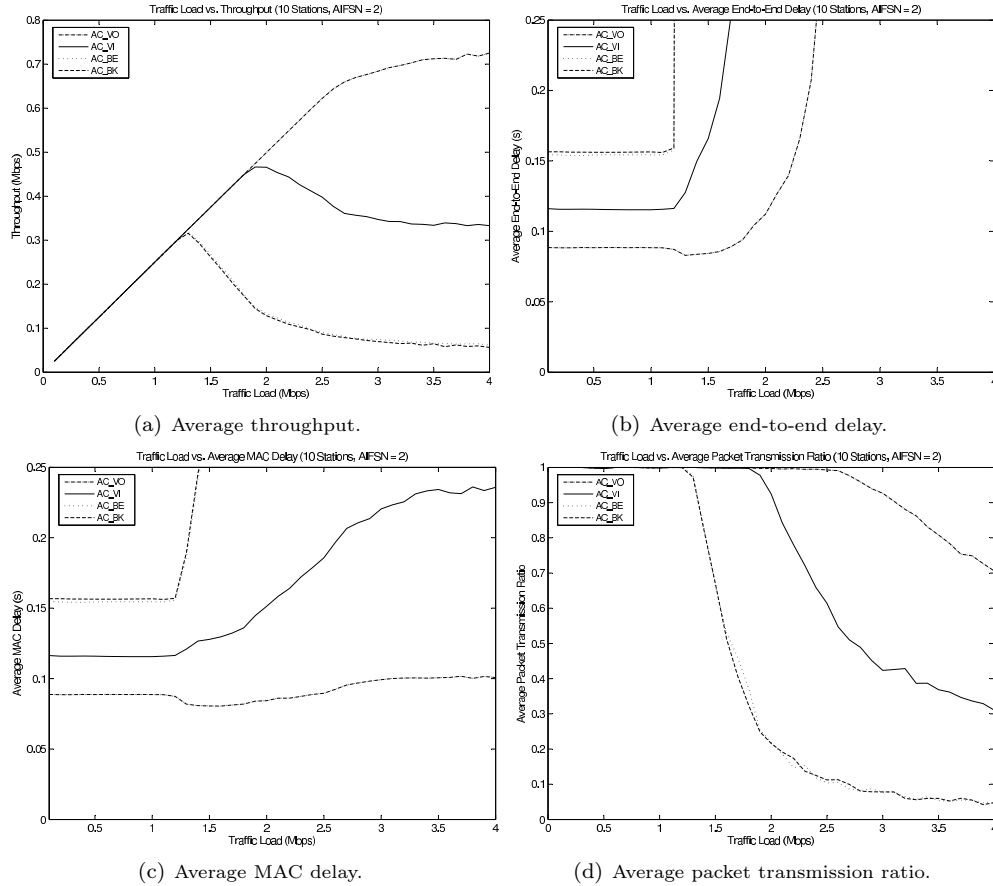 Traffic Load vs. Throughput (10 Stations, AIFSN = 2)
AC_VO
AC_VI
AC_BE
AC_BK
Throughput (Mbps)
0.8
0.7
0.6
0.5
0.4
0.3
0.2
0.1
0
0 0.5 1 1.5 2 2.5 3 3.5 4
Traffic Load (Mbps)
(a) Average throughput.
Traffic Load vs. Average End-to-End Delay (10 Stations, AIFSN = 2)
AC_VO
AC_VI
AC_BE
AC_BK
Average End-to-End Delay (s)
0.25
0.2
0.15
0.1
0.05
0
0.5 1 1.5 2 2.5 3 3.5 4
Traffic Load (Mbps)
(b) Average end-to-end delay.
Traffic Load vs. Average MAC Delay (10 Stations, AIFSN = 2)
AC_VO
AC_VI
AC_BE
AC_BK
Average MAC Delay (s)
0.25
0.2
0.15
0.1
0.05
0
0.5 1 1.5 2 2.5 3 3.5 4
Traffic Load (Mbps)
(c) Average MAC delay.
Traffic Load vs. Average Packet Transmission Ratio (10 Stations, AIFSN = 2)
AC_VO
AC_VI
AC_BE
AC_BK
Average Packet Transmission Ratio
1
0.9
0.8
0.7
0.6
0.5
0.4
0.3
0.2
0.1
0
0 0.5 1 1.5 2 2.5 3 3.5 4
Traffic Load (Mbps)
(d) Average packet transmission ratio.